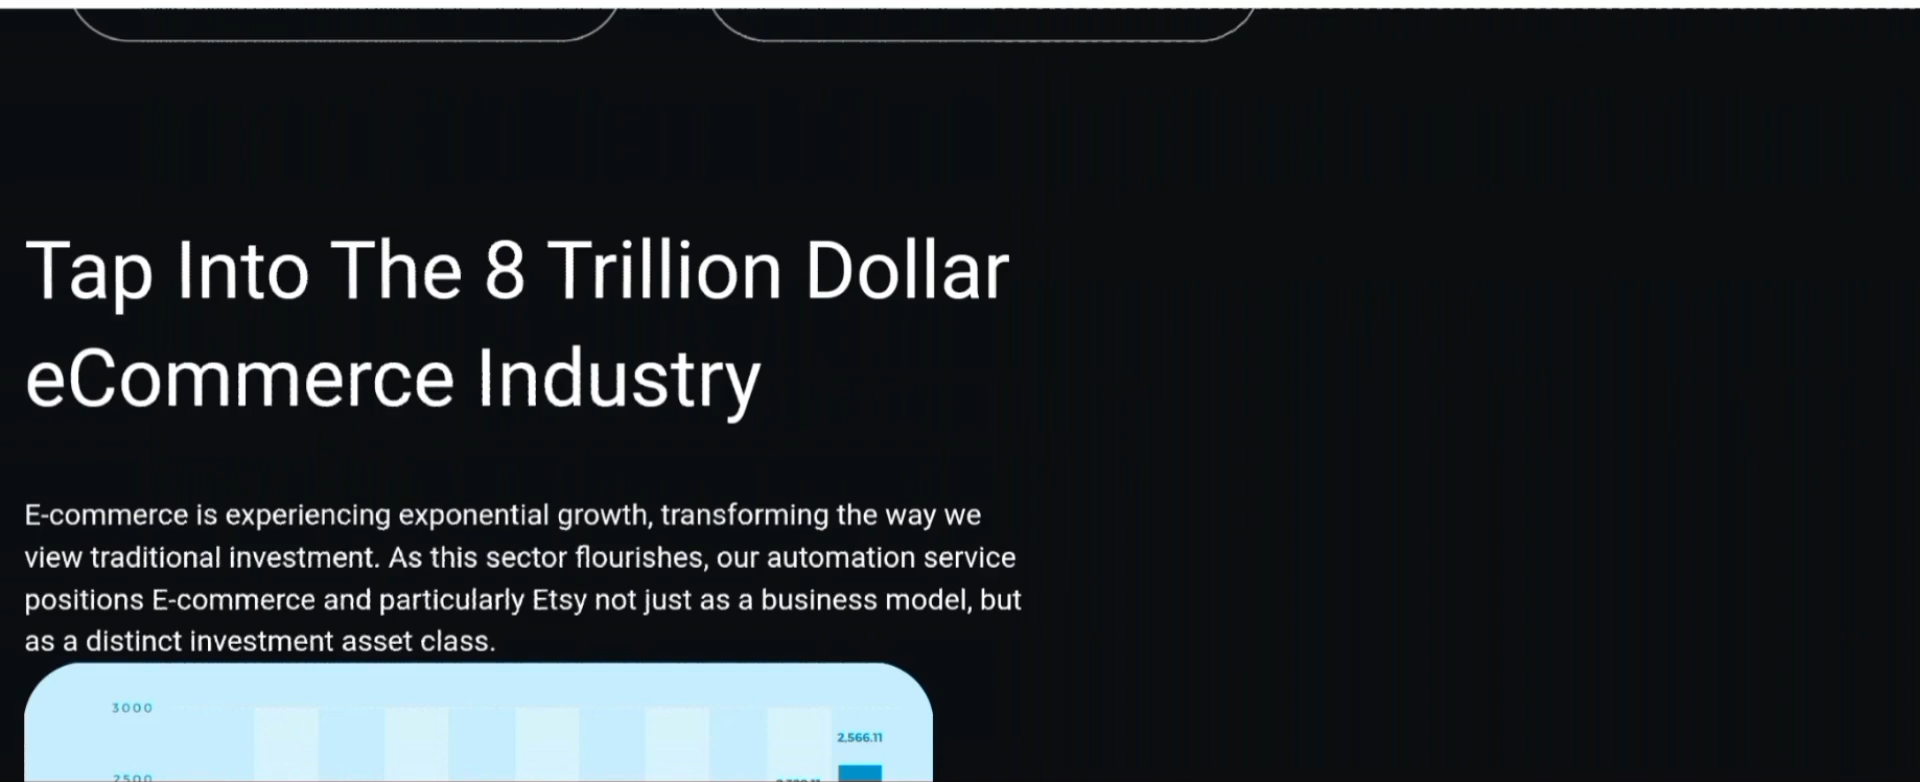 Tap Into The 8 Trillion Dollar
eCommerce Industry
E-commerce is experiencing exponential growth, transforming the way we
view traditional investment. As this sector flourishes, our automation service
positions E-commerce and particularly Etsy not just as a business model, but
as a distinct investment asset class.
3000
2,566.11
2500